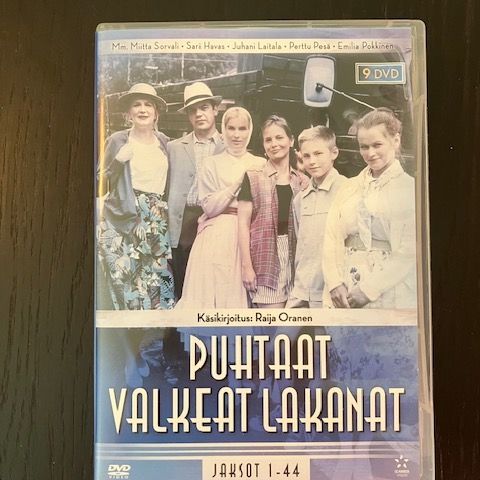 Mm. Miitta Sorvali • Sara Havas • Juhani Laitala • Perttu Pesä • Emilia Pokkinen
9 DVD
Käsikirjoitus: Raija Oranen
PUHTAAT
VALKEAT LAKANAT
DVD
VIDEO
JAKSOT 1-44